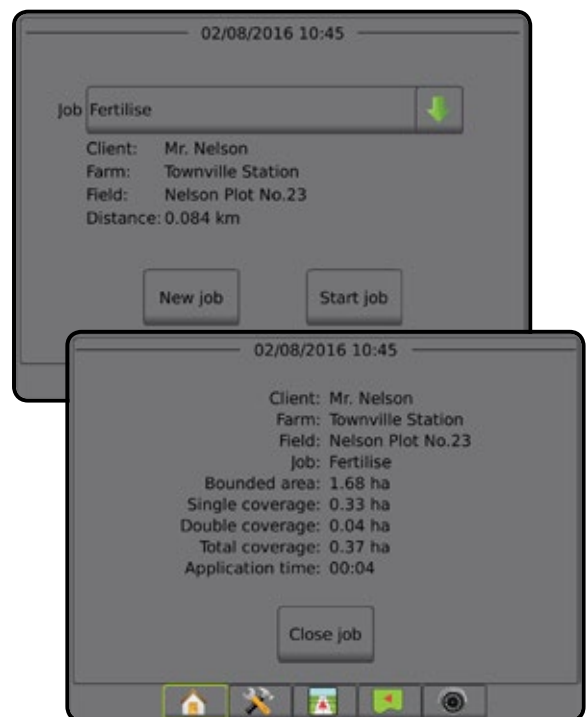 02/08/2016 10:45
Job Fertilise
Client: Mr. Nelson
Farm: Townville Station
Field: Nelson Plot No.23
Distance: 0.084 km
New job Start job
02/08/2016 10:45
Client: Mr. Nelson
Farm: Townville Station
Field: Nelson Plot No.23
Job: Fertilise
Bounded area: 1.68 ha
Single coverage: 0.33 ha
Double coverage: 0.04 ha
Total coverage: 0.37 ha
Application time: 00:04
Close job